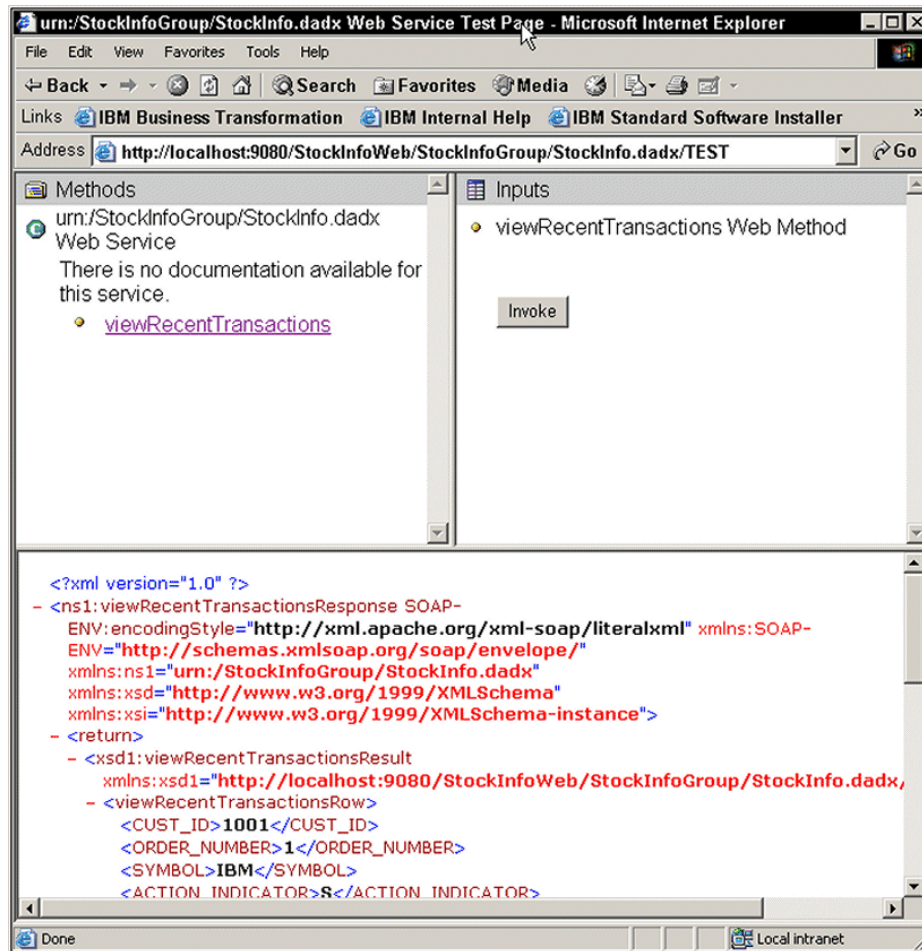 urn:/StockInfoGroup/StockInfo.dadx Web Service Test Page - Microsoft Internet Explorer
File Edit View Favorites Tools Help
Back Search Favorites Media
Links IBM Business Transformation IBM Internal Help IBM Standard Software Installer »
Address http://localhost:9080/StockInfoWeb/StockInfoGroup/StockInfo.dadx/TEST Go
Methods
urn:/StockInfoGroup/StockInfo.dadx
Web Service
There is no documentation available for
this service.
viewRecentTransactions
Inputs
viewRecentTransactions Web Method
Invoke
<?xml version="1.0" ?>
- <ns1:viewRecentTransactionsResponse SOAP-
ENV:encodingStyle="http://xml.apache.org/xml-soap/literalxml" xmlns:SOAP-
ENV="http://schemas.xmlsoap.org/soap/envelope/"
xmlns:ns1="urn:/StockInfoGroup/StockInfo.dadx"
xmlns:xsd="http://www.w3.org/1999/XMLSchema"
xmlns:xsi="http://www.w3.org/1999/XMLSchema-instance">
- <return>
- <xsd1:viewRecentTransactionsResult
xmlns:xsd1="http://localhost:9080/StockInfoWeb/StockInfoGroup/StockInfo.dadx/
- <viewRecentTransactionsRow>
<CUST_ID>1001</CUST_ID>
<ORDER_NUMBER>1</ORDER_NUMBER>
<SYMBOL>IBM</SYMBOL>
<ACTION_INDICATOR>S</ACTION_INDICATOR>
Done Local intranet